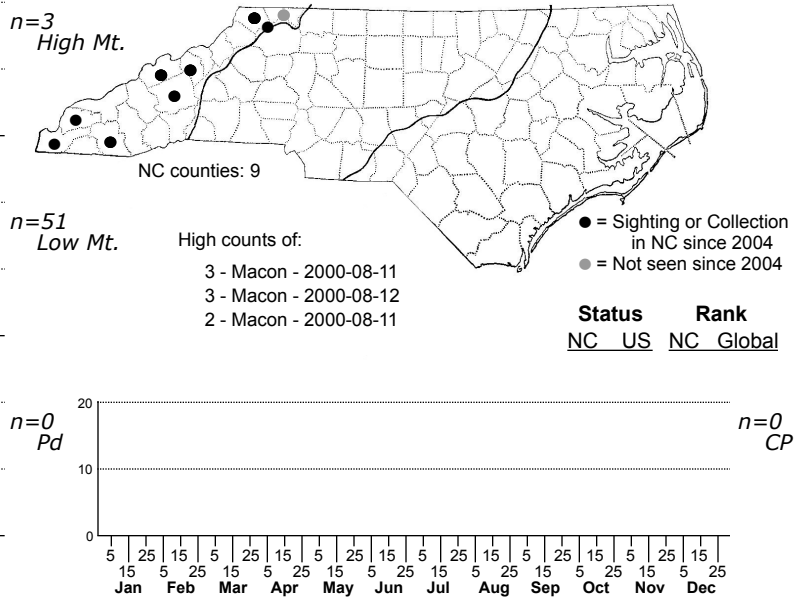 n=3
High Mt.
NC counties: 9
n=51
Low Mt.
High counts of:
3 - Macon - 2000-08-11
3 - Macon - 2000-08-12
2 - Macon - 2000-08-11
= Sighting or Collection
in NC since 2004
= Not seen since 2004
Status Rank
NC US NC Global
n=0
Pd
n=0
CP
20
10
0
5 25 15 5 25 15 5 25 15 5 25 15 5 25 15 5 25 15
15 5 25 15 5 25 15 5 25 15 5 25 15 5 25 15 5 25
Jan Feb Mar Apr May Jun Jul Aug Sep Oct Nov Dec